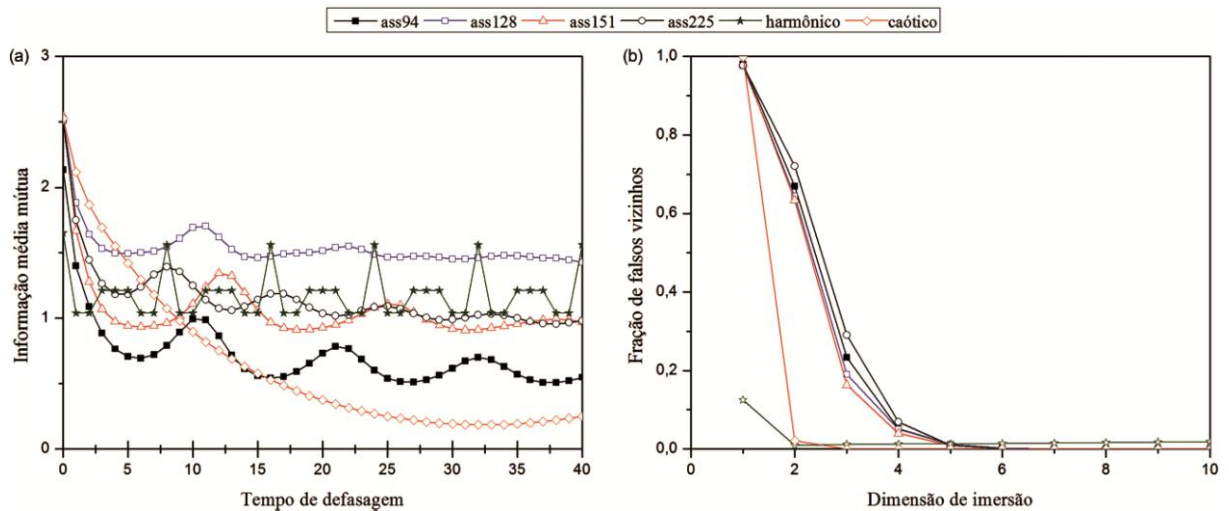 ass94 ass128 ass151 ass225 harmônico caótico
(a)
3
2
1
0
Informação média mútua
0 5 10 15 20 25 30 35 40
Tempo de defasagem
(b)
1,0
0,8
0,6
0,4
0,2
0,0
Fração de falsos vizinhos
0 2 4 6 8 10
Dimensão de imersão